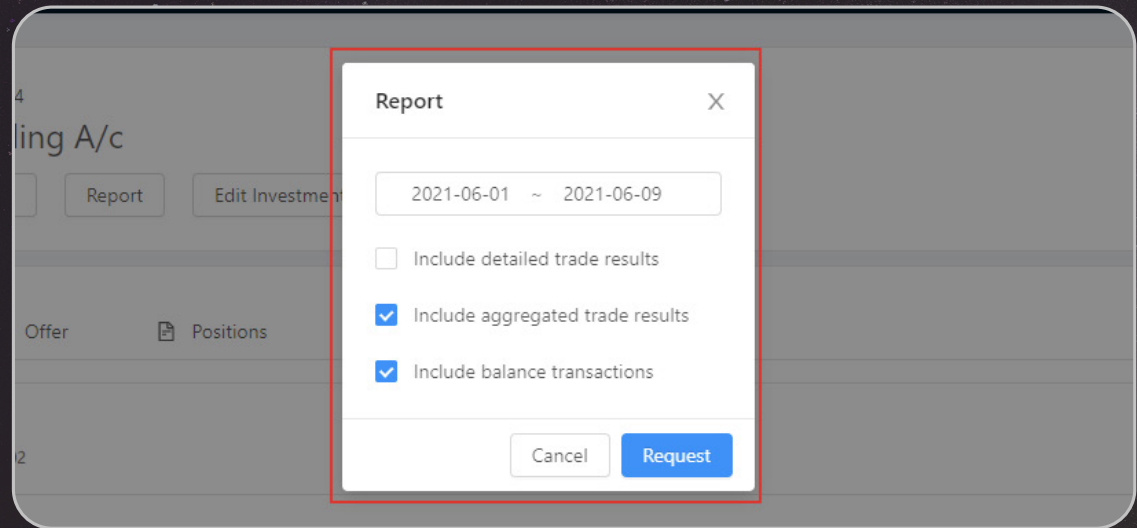 4
ling A/c
Report
Edit Investment
Offer
Positions
02
Report
2021-06-01 ~ 2021-06-09
Include detailed trade results
Include aggregated trade results
Include balance transactions
Cancel
Request